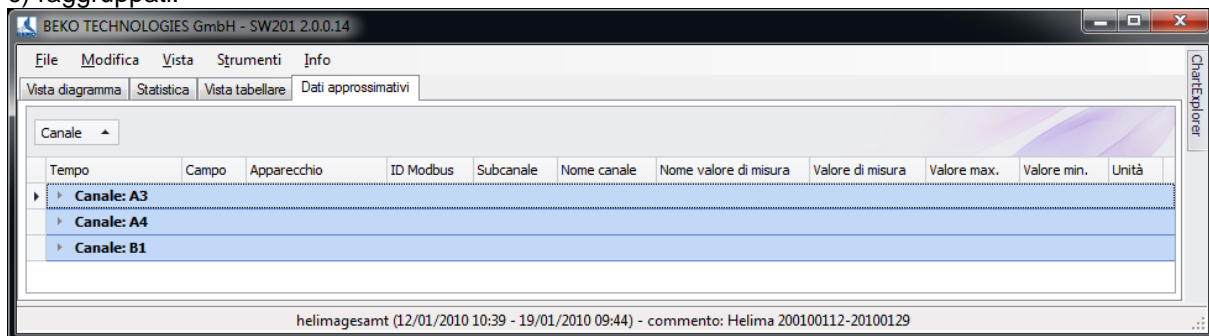 BEKO TECHNOLOGIES GmbH - SW201 2.0.0.14
File Modifica Vista Strumenti Info
Vista diagramma Statistica Vista tabellare Dati approssimativi
ChartExplorer
Canale
Tempo Campo Apparecchio ID Modbus Subcanale Nome canale Nome valore di misura Valore di misura Valore max. Valore min. Unità
Canale: A3
Canale: A4
Canale: B1
helimagesamt (12/01/2010 10:39 - 19/01/2010 09:44) - commento: Helima 200100112-20100129